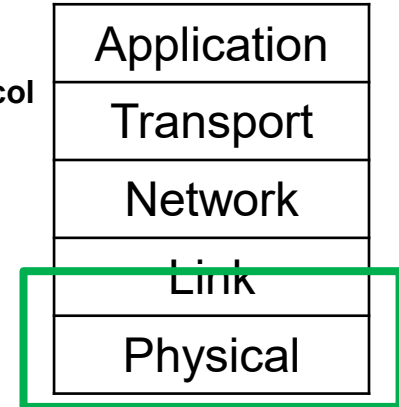 Application
col
Transport
Network
Link
Physical